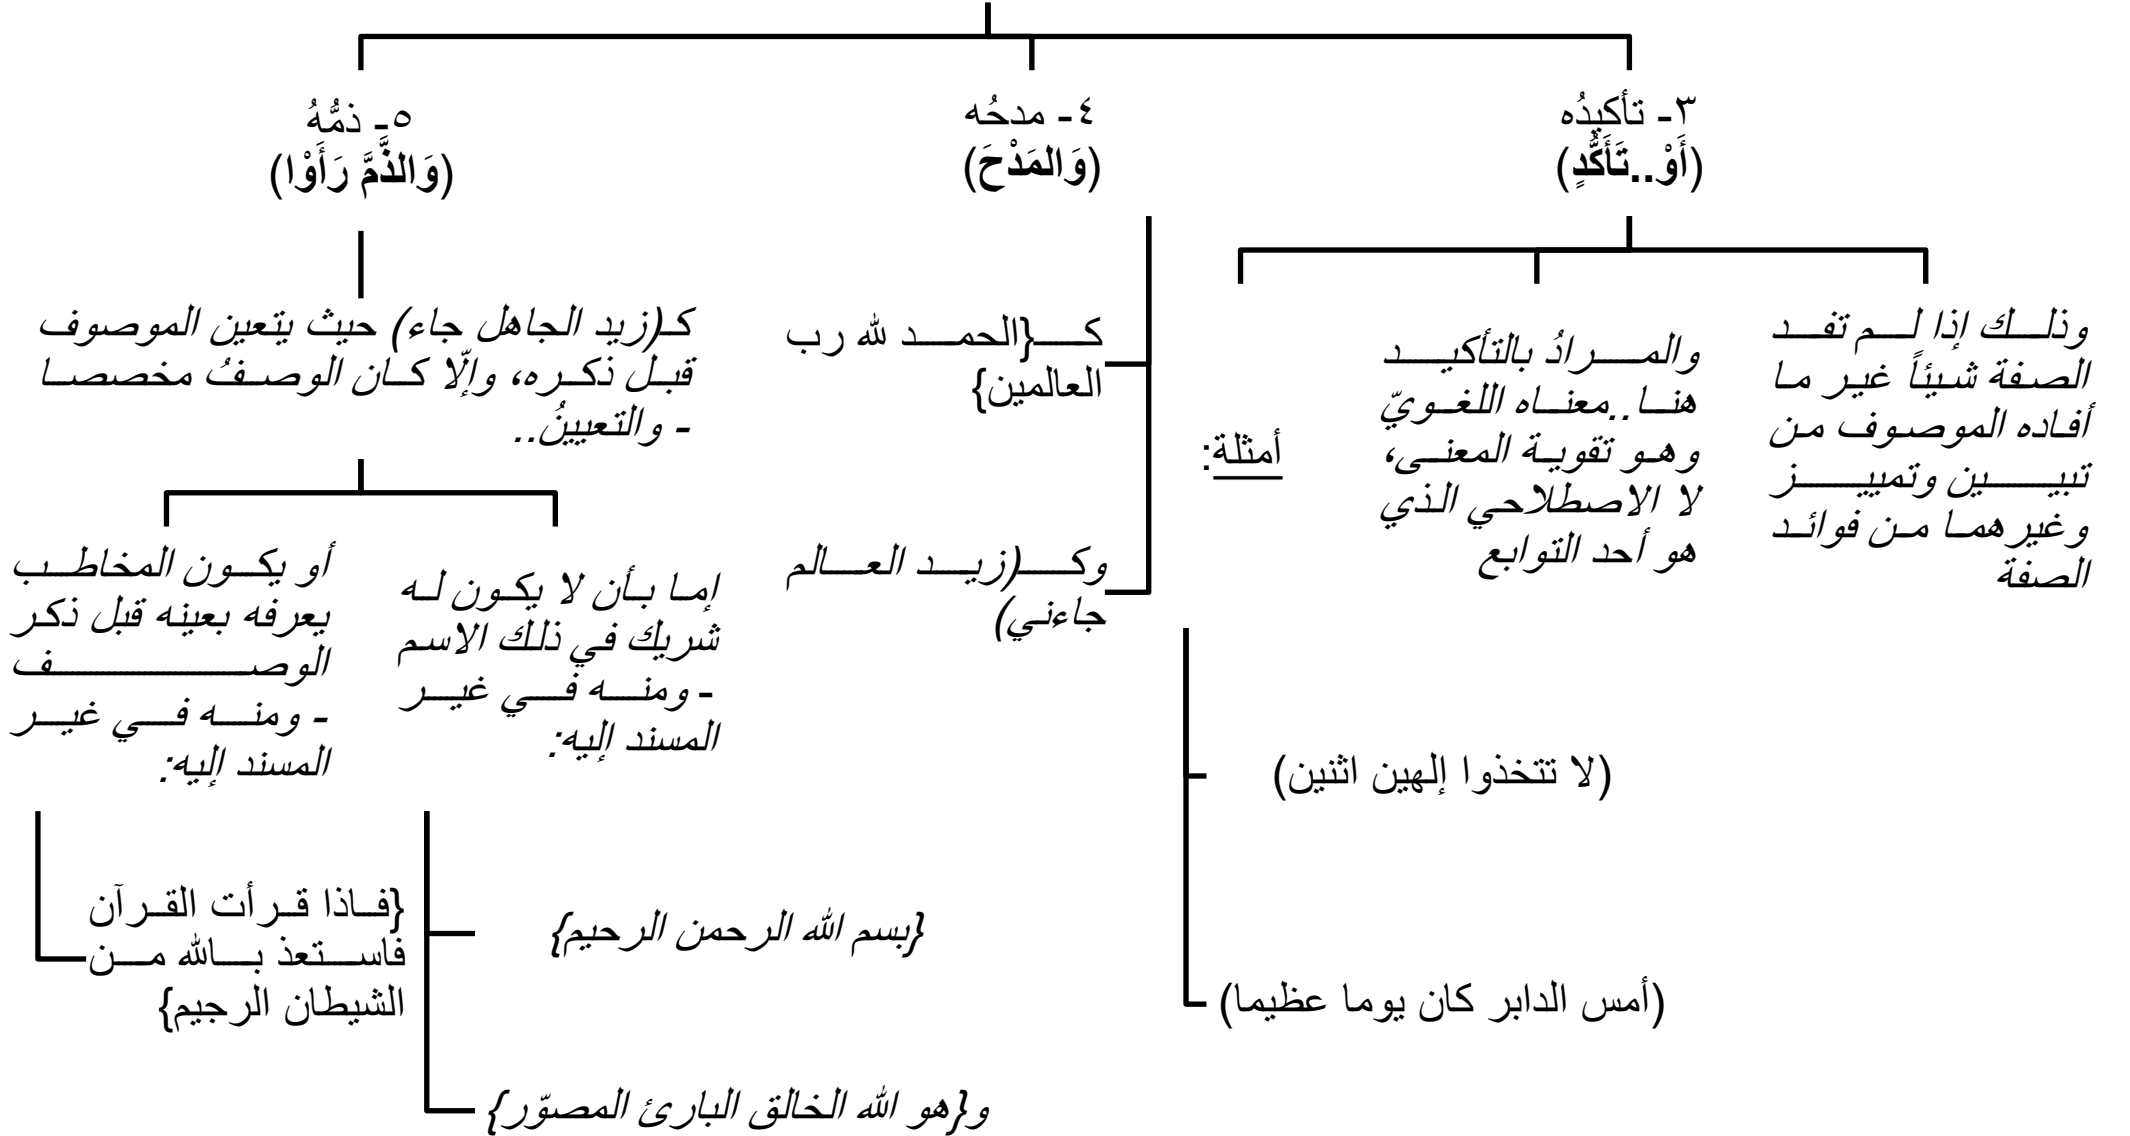 ٣- تأكيدُه
(أَوْ..تَأَكُّدٍ)
وذلك إذا لم تفد
الصفة شيئاً غير ما
أفاده الموصوف من
تبيين وتمييز
وغيرهما من فوائد
الصفة
والمرادُ بالتأكيد
هنا..معناه اللغويّ
وهو تقوية المعنى،
لا الاصطلاحي الذي
هو أحد التوابع
أمثلة:
(لا تتخذوا إلهين اثنين)
(أمس الدابر كان يوما عظيما)
٤- مدحُه
(وَالمَدْحَ)
كـ{الحمد لله رب
العالمين}
وكـ(زيد العالم
جاءني)
٥- ذمُّهُ
(وَالذَّمَّ رَأَوْا)
كـ(زيد الجاهل جاء) حيث يتعين الموصوف
قبل ذكره، وإلّا كان الوصفُ مخصصا
- والتعيينُ..
إما بأن لا يكون له
شريك في ذلك الاسم
- ومنه في غير
المسند إليه:
{بسم الله الرحمن الرحيم}
و{هو الله الخالق البارئ المصوّر}
أو يكون المخاطب
يعرفه بعينه قبل ذكر
الوصف
- ومنه في غير
المسند إليه:
{فاذا قرأت القرآن
فاستعذ بالله من
الشيطان الرجيم}